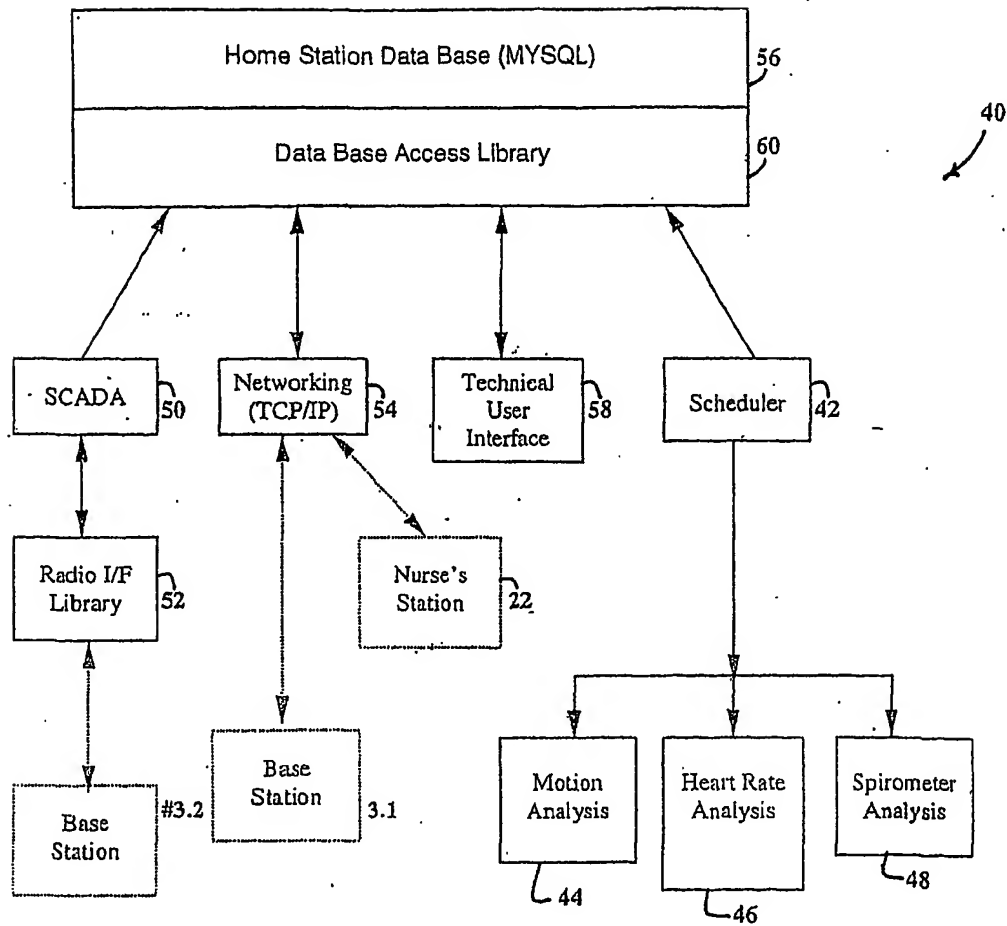 Home Station Data Base (MYSQL)
56
40
Data Base Access Library
60
SCADA
50
Networking
(TCP/IP)
54
Technical
User
Interface
58
Scheduler
42
Radio I/F
Library
52
Nurse's
Station
22
Base
Station
#3.2
Base
Station
3.1
Motion
Analysis
44
Heart Rate
Analysis
46
Spirometer
Analysis
48